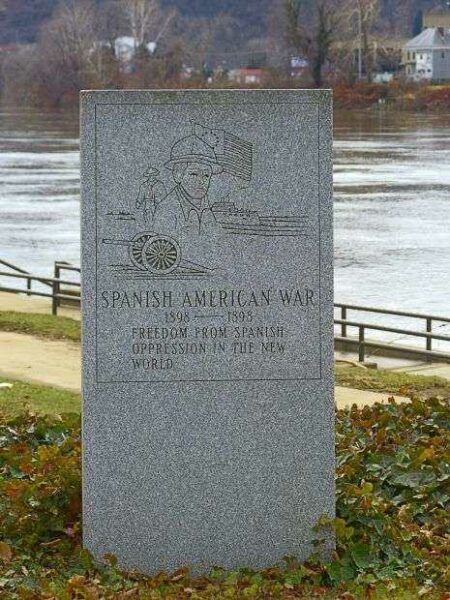 SPANISH AMERICAN WAR
1898 — 1898
FREEDOM FROM SPANISH
OPPRESSION IN THE NEW
WORLD